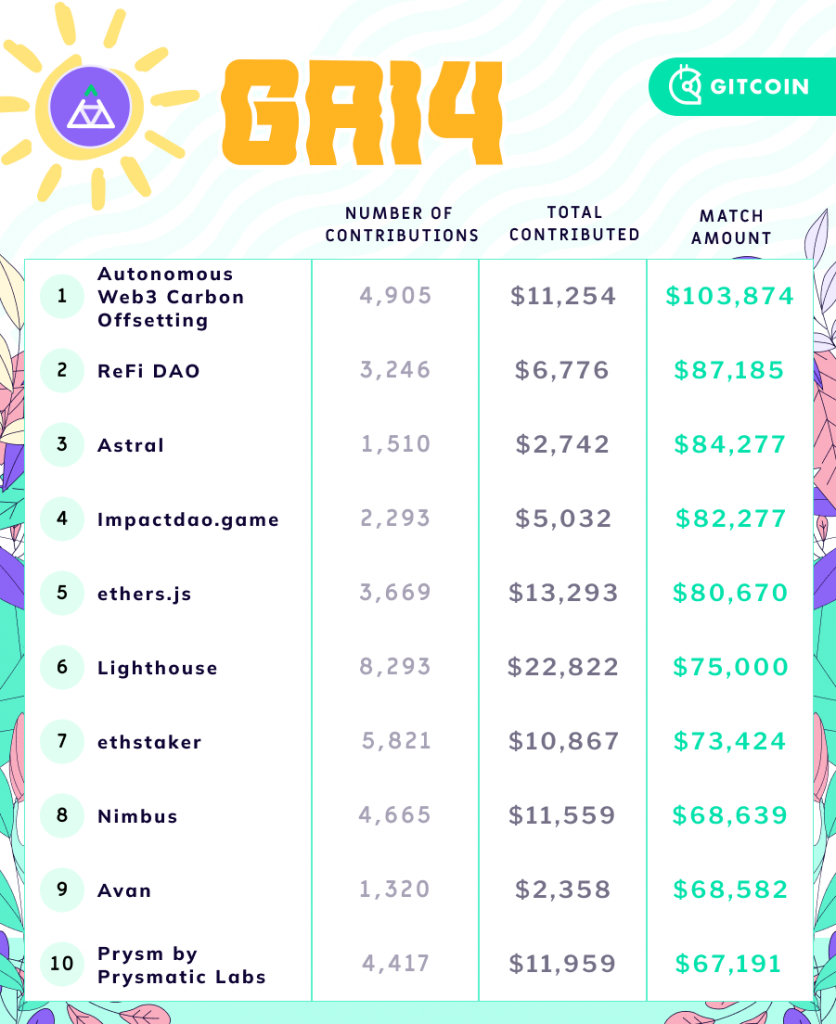 GR14
GITCOIN
NUMBER OF CONTRIBUTIONS TOTAL CONTRIBUTED MATCH AMOUNT
1 Autonomous Web3 Carbon Offsetting 4,905 $11,254 $103,874
2 ReFi DAO 3,246 $6,776 $87,185
3 Astral 1,510 $2,742 $84,277
4 Impactdao.game 2,293 $5,032 $82,277
5 ethers.js 3,669 $13,293 $80,670
6 Lighthouse 8,293 $22,822 $75,000
7 ethstaker 5,821 $10,867 $73,424
8 Nimbus 4,665 $11,559 $68,639
9 Avan 1,320 $2,358 $68,582
10 Prysm by Prysmatic Labs 4,417 $11,959 $67,191